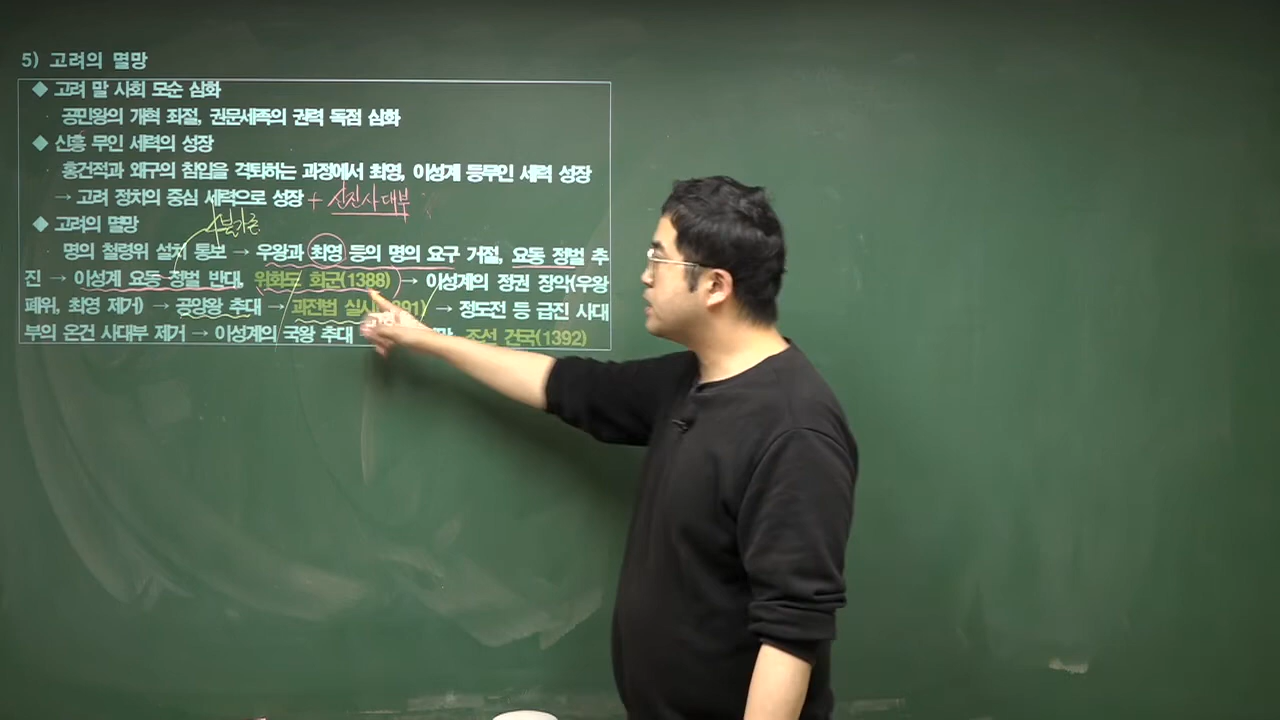 5) 고려의 멸망
◆ 고려 말 사회 모순 심화
공민왕의 개혁 좌절, 권문세족의 권력 독점 심화
◆ 신흥 무인 세력의 성장
홍건적과 왜구의 침입을 격퇴하는 과정에서 최영, 이성계 등무인 세력 성장
→ 고려 정치의 중심 세력으로 성장 + 신진사대부
◆ 고려의 멸망
4불가론
명의 철령위 설치 통보 → 우왕과 최영 등의 명의 요구 거절, 요동 정벌 추
진 → 이성계 요동 정벌 반대, 위화도 회군(1388) → 이성계의 정권 장악(우왕
폐위, 최영 제거) → 공양왕 추대 → 과전법 → 정도전 등 급진 사대
부의 온건 사대부 제거 → 이성계의 국왕 추대 조선 건국(1392)